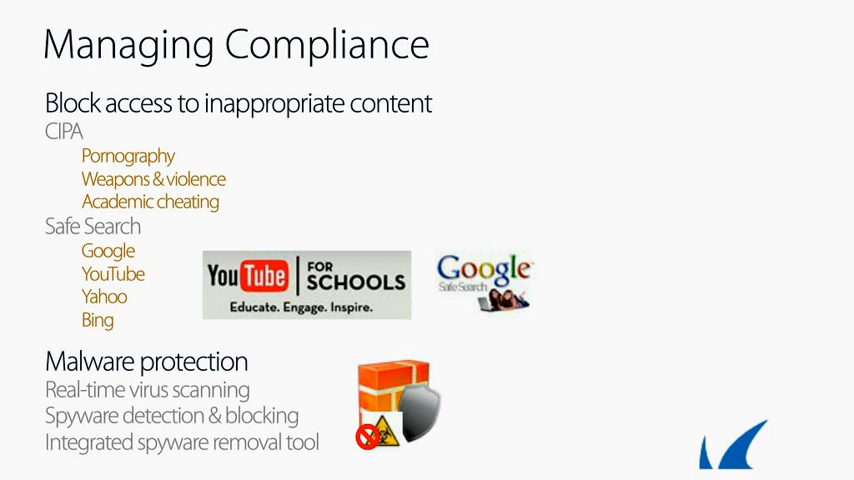 Managing Compliance
Block access to inappropriate content
CIPA
Pornography
Weapons & violence
Academic cheating
Safe Search
Google
YouTube
Yahoo
Bing
YouTube FOR SCHOOLS
Educate. Engage. Inspire.
Google
Safe Search
Malware protection
Real-time virus scanning
Spyware detection & blocking
Integrated spyware removal tool